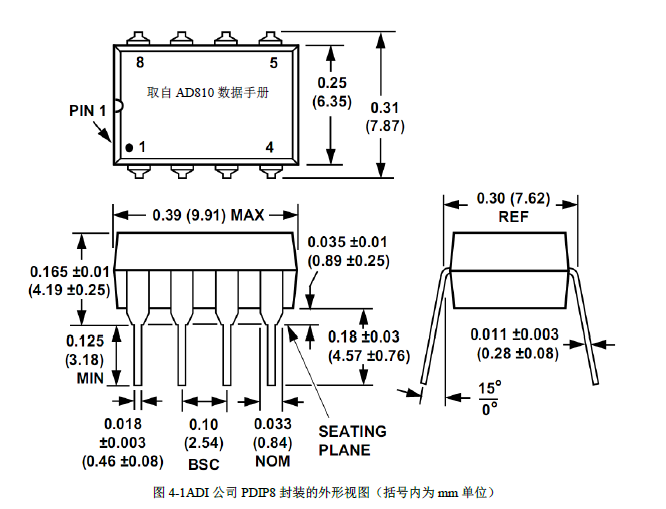 8 5
取自 AD810 数据手册
PIN 1
1 4
0.25
(6.35)
0.31
(7.87)
0.39 (9.91) MAX
0.165 ±0.01
(4.19 ±0.25)
0.125
(3.18)
MIN
0.035 ±0.01
(0.89 ±0.25)
0.18 ±0.03
(4.57 ±0.76)
0.018
±0.003
(0.46 ±0.08)
0.10
(2.54)
BSC
0.033
(0.84)
NOM
SEATING
PLANE
0.30 (7.62)
REF
0.011 ±0.003
(0.28 ±0.08)
15°
0°
图 4-1ADI 公司 PDIP8 封装的外形视图（括号内为 mm 单位）